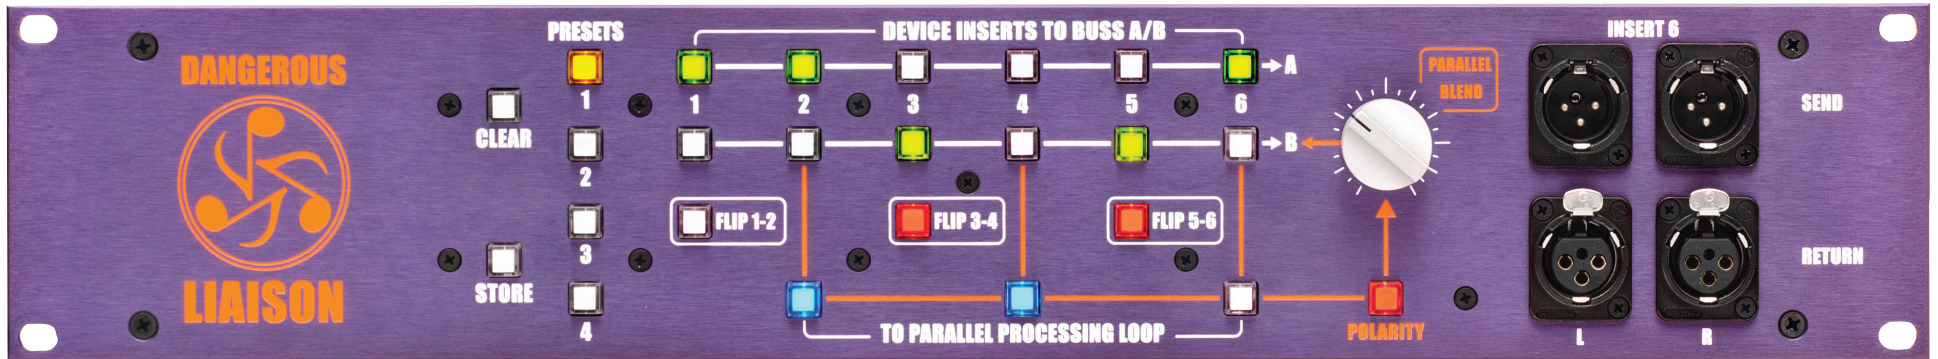 DANGEROUS
LIAISON
CLEAR
STORE
PRESETS
1
2
3
4
DEVICE INSERTS TO BUSS A/B
A
1 2 3 4 5 6
B
FLIP 1-2 FLIP 3-4 FLIP 5-6
TO PARALLEL PROCESSING LOOP
PARALLEL
BLEND
POLARITY
INSERT 6
SEND
RETURN
L R